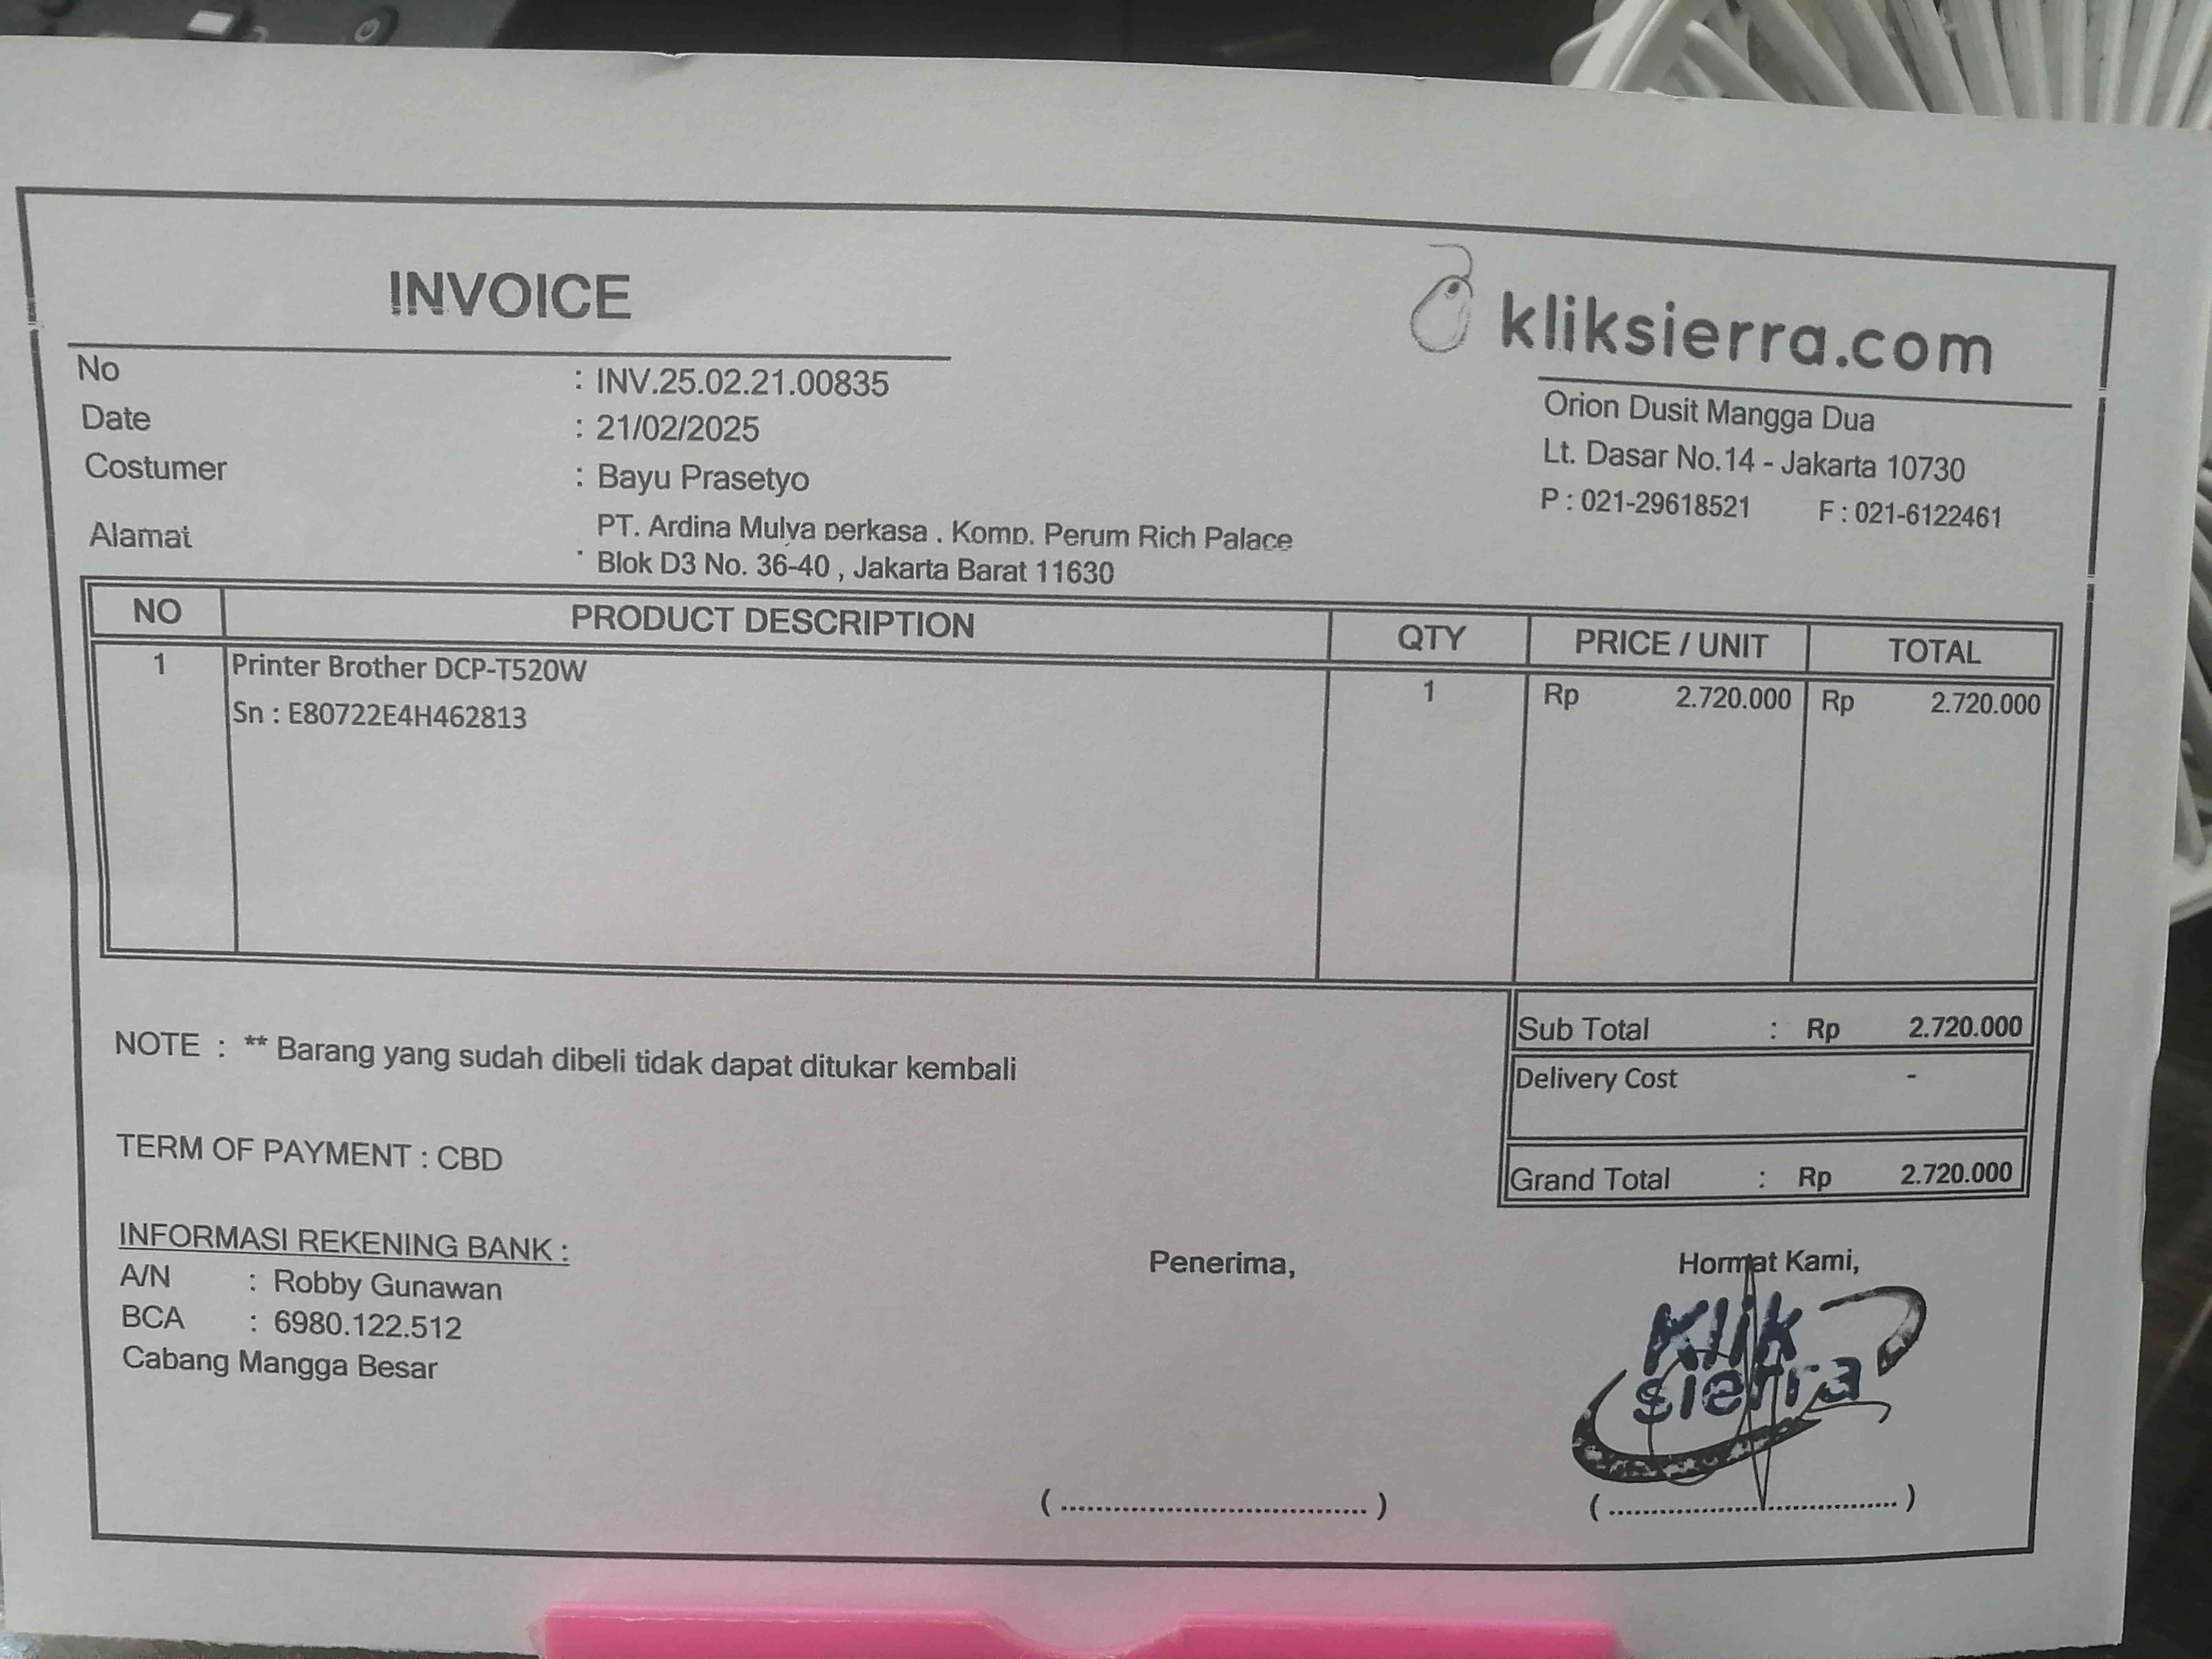 INVOICE
kliksierra.com
No : INV.25.02.21.00835
Date : 21/02/2025
Costumer : Bayu Prasetyo
Alamat : PT. Ardina Mulya perkasa . Komp. Perum Rich Palace
Blok D3 No. 36-40 , Jakarta Barat 11630
Orion Dusit Mangga Dua
Lt. Dasar No.14 - Jakarta 10730
P : 021-29618521 F : 021-6122461
NO PRODUCT DESCRIPTION QTY PRICE / UNIT TOTAL
1 Printer Brother DCP-T520W 1 Rp 2.720.000 Rp 2.720.000
Sn : E80722E4H462813
Sub Total : Rp 2.720.000
Delivery Cost -
Grand Total : Rp 2.720.000
NOTE : ** Barang yang sudah dibeli tidak dapat ditukar kembali
TERM OF PAYMENT : CBD
INFORMASI REKENING BANK :
A/N : Robby Gunawan
BCA : 6980.122.512
Cabang Mangga Besar
Penerima,
( ................................. )
Hormat Kami,
Klik
sierra
( ................................. )